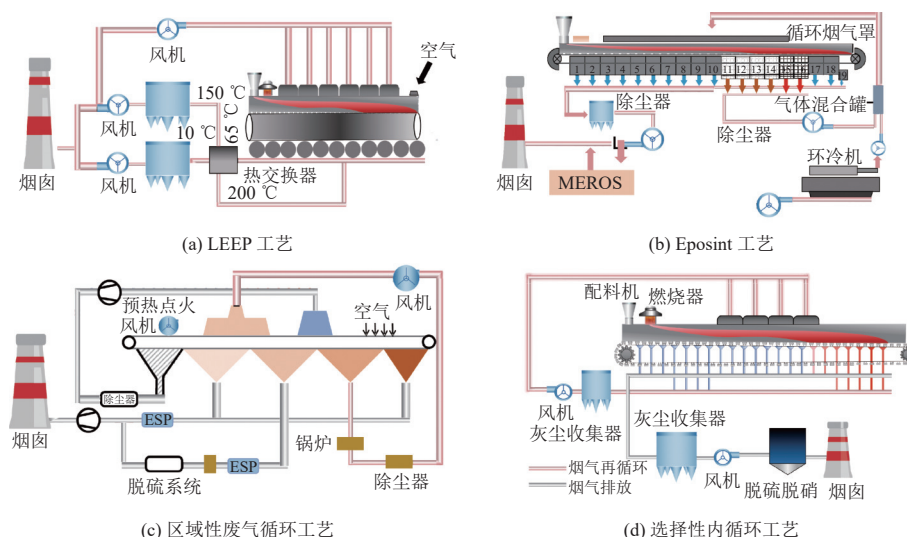 风机
空气
150 ℃
风机
10 ℃
65 ℃
热交换器
风机
200 ℃
烟囱
(a) LEEP 工艺
循环烟气罩
1 2 3 4 5 6 7 8 9 10 11 12 13 14 15 16 17 18 19
除尘器
气体混合罐
除尘器
环冷机
MEROS
烟囱
(b) Eposint 工艺
预热点火
风机
空气
风机
除尘器
ESP
烟囱
锅炉
ESP
脱硫系统
除尘器
(c) 区域性废气循环工艺
配料机
燃烧器
风机
灰尘收集器
灰尘收集器
烟气再循环
烟气排放
风机
脱硫脱硝
烟囱
(d) 选择性内循环工艺